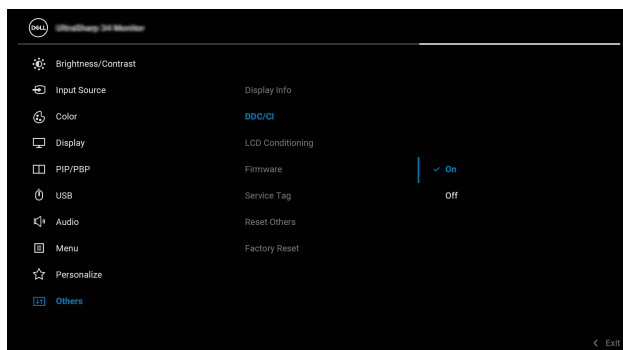 DELL
UltraSharp 34 Monitor
Brightness/Contrast
Input Source
Color
Display
PIP/PBP
USB
Audio
Menu
Personalize
Others
Display Info
DDC/CI
LCD Conditioning
Firmware
Service Tag
Reset Others
Factory Reset
On
Off
Exit